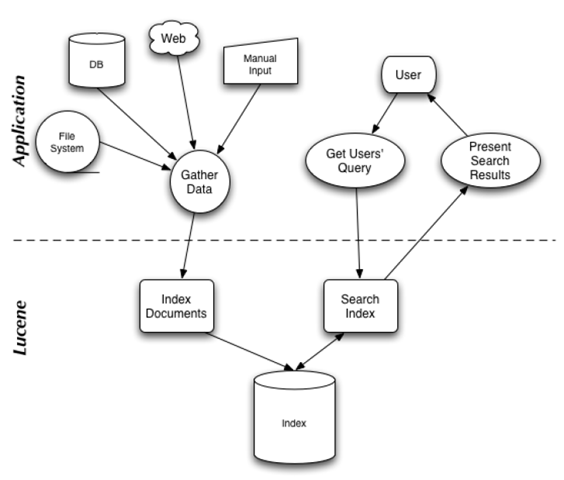 Application
Web
DB
Manual
Input
User
File
System
Gather
Data
Get Users'
Query
Present
Search
Results
Lucene
Index
Documents
Search
Index
Index